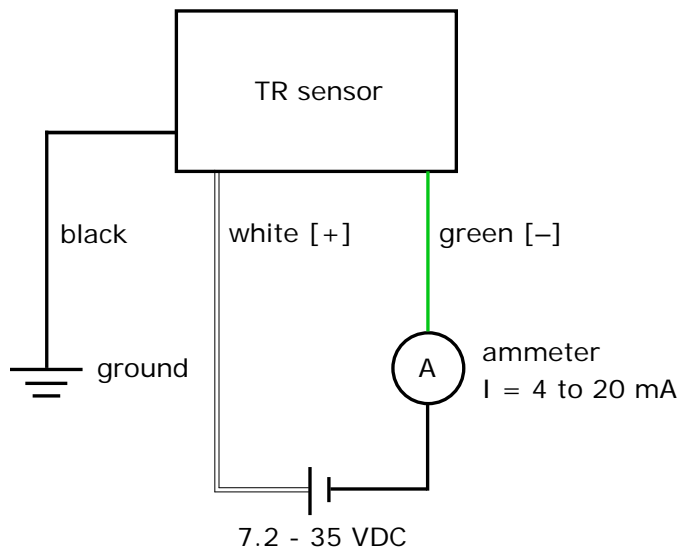 TR sensor
black
white [+]
green [–]
ground
A
ammeter
I = 4 to 20 mA
7.2 - 35 VDC